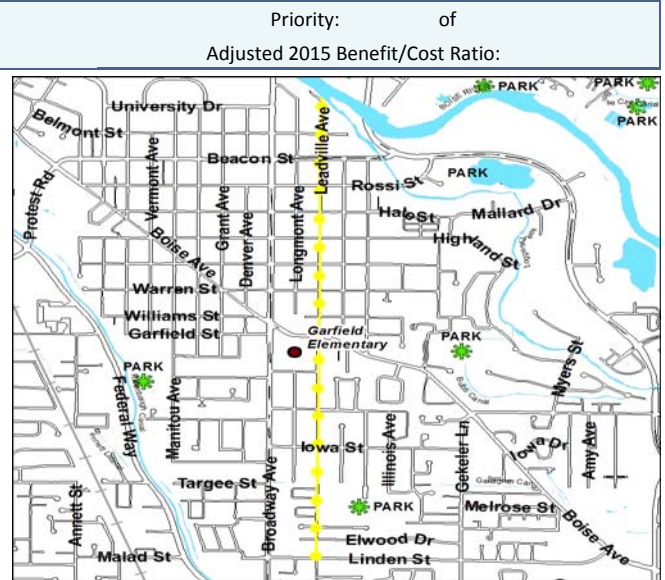 Priority: of
Adjusted 2015 Benefit/Cost Ratio:
University Dr
Leadville Ave
BOISE RIVER
PARK
PARK
PARK
Belmont St
Vermont Ave
Beacon St
Protest Rd
Grant Ave
Denver Ave
Longmont Ave
Rossi St
PARK
Hale St
Mallard Dr
Boise Ave
Highland St
Warren St
Williams St
Garfield St
Garfield
Elementary
PARK
PARK
Federal Way
Manitou Ave
Myers St
Iowa St
Illinois Ave
Gekeler Ln
Iowa Dr
Amy Ave
Targee St
Broadway Ave
Annett St
PARK
Melrose St
Boise Ave
Elwood Dr
Malad St
Linden St